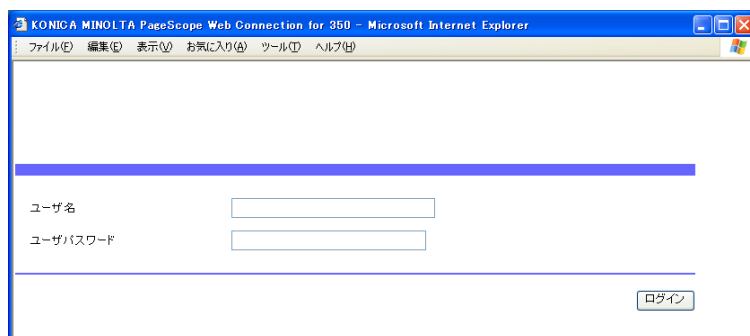 KONICA MINOLTA PageScope Web Connection for 350 - Microsoft Internet Explorer
ファイル(F) 編集(E) 表示(V) お気に入り(A) ツール(T) ヘルプ(H)
ユーザ名
ユーザパスワード
ログイン